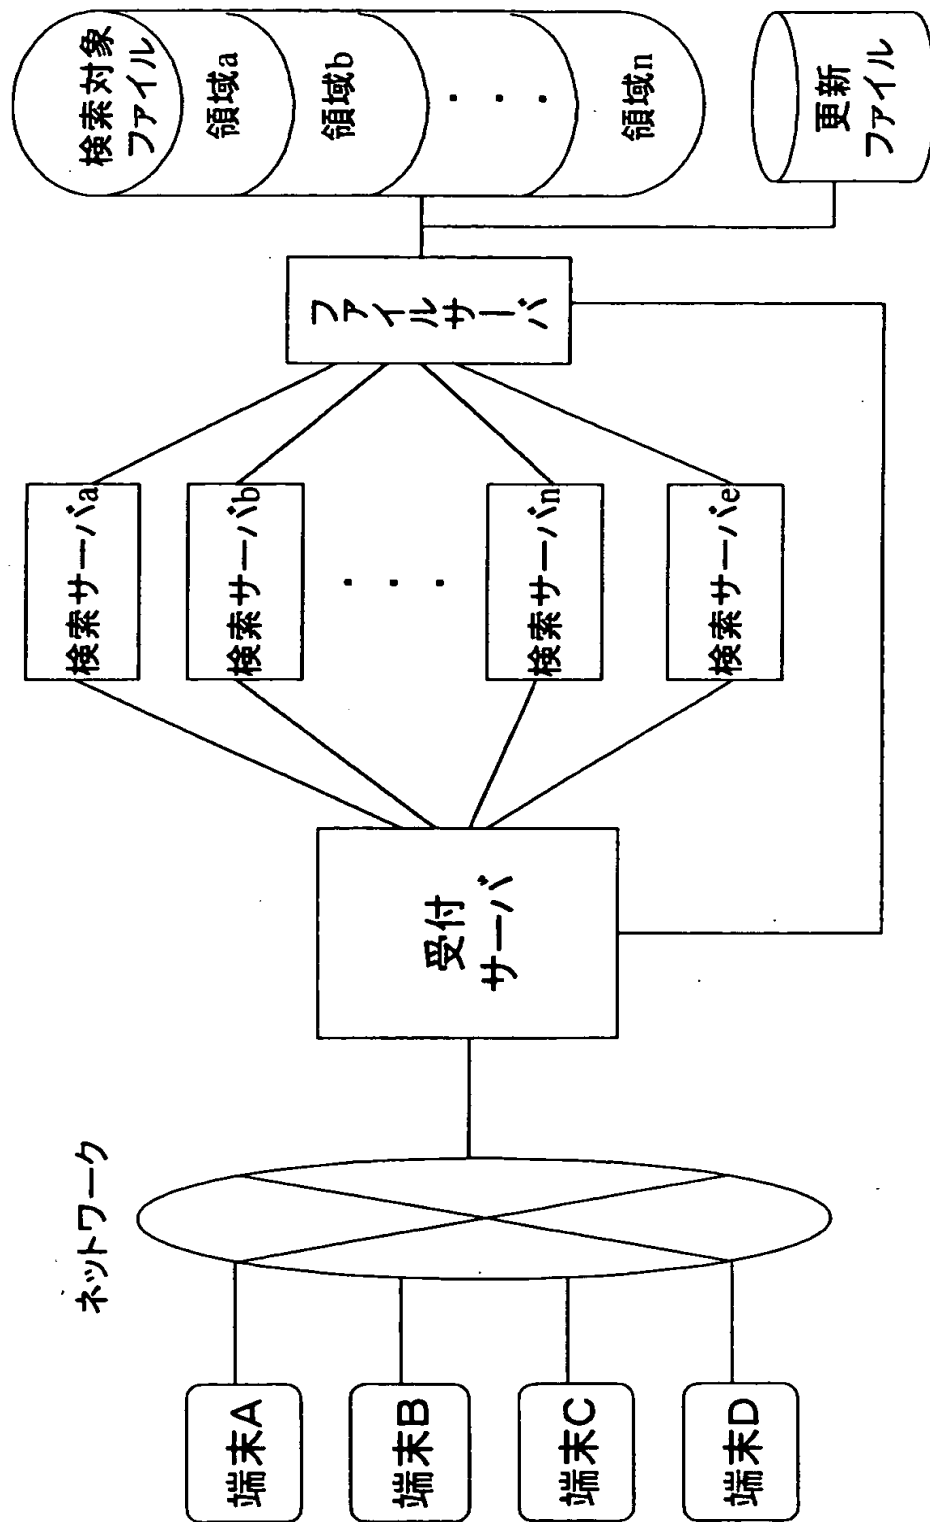 ネットワーク
端末A
端末B
端末C
端末D
受付
サーバ
検索サーバa
検索サーバb
・・・
検索サーバn
検索サーバe
ファイル
サーバ
検索対象
ファイル
領域a
領域b
・・・
領域n
更新
ファイル